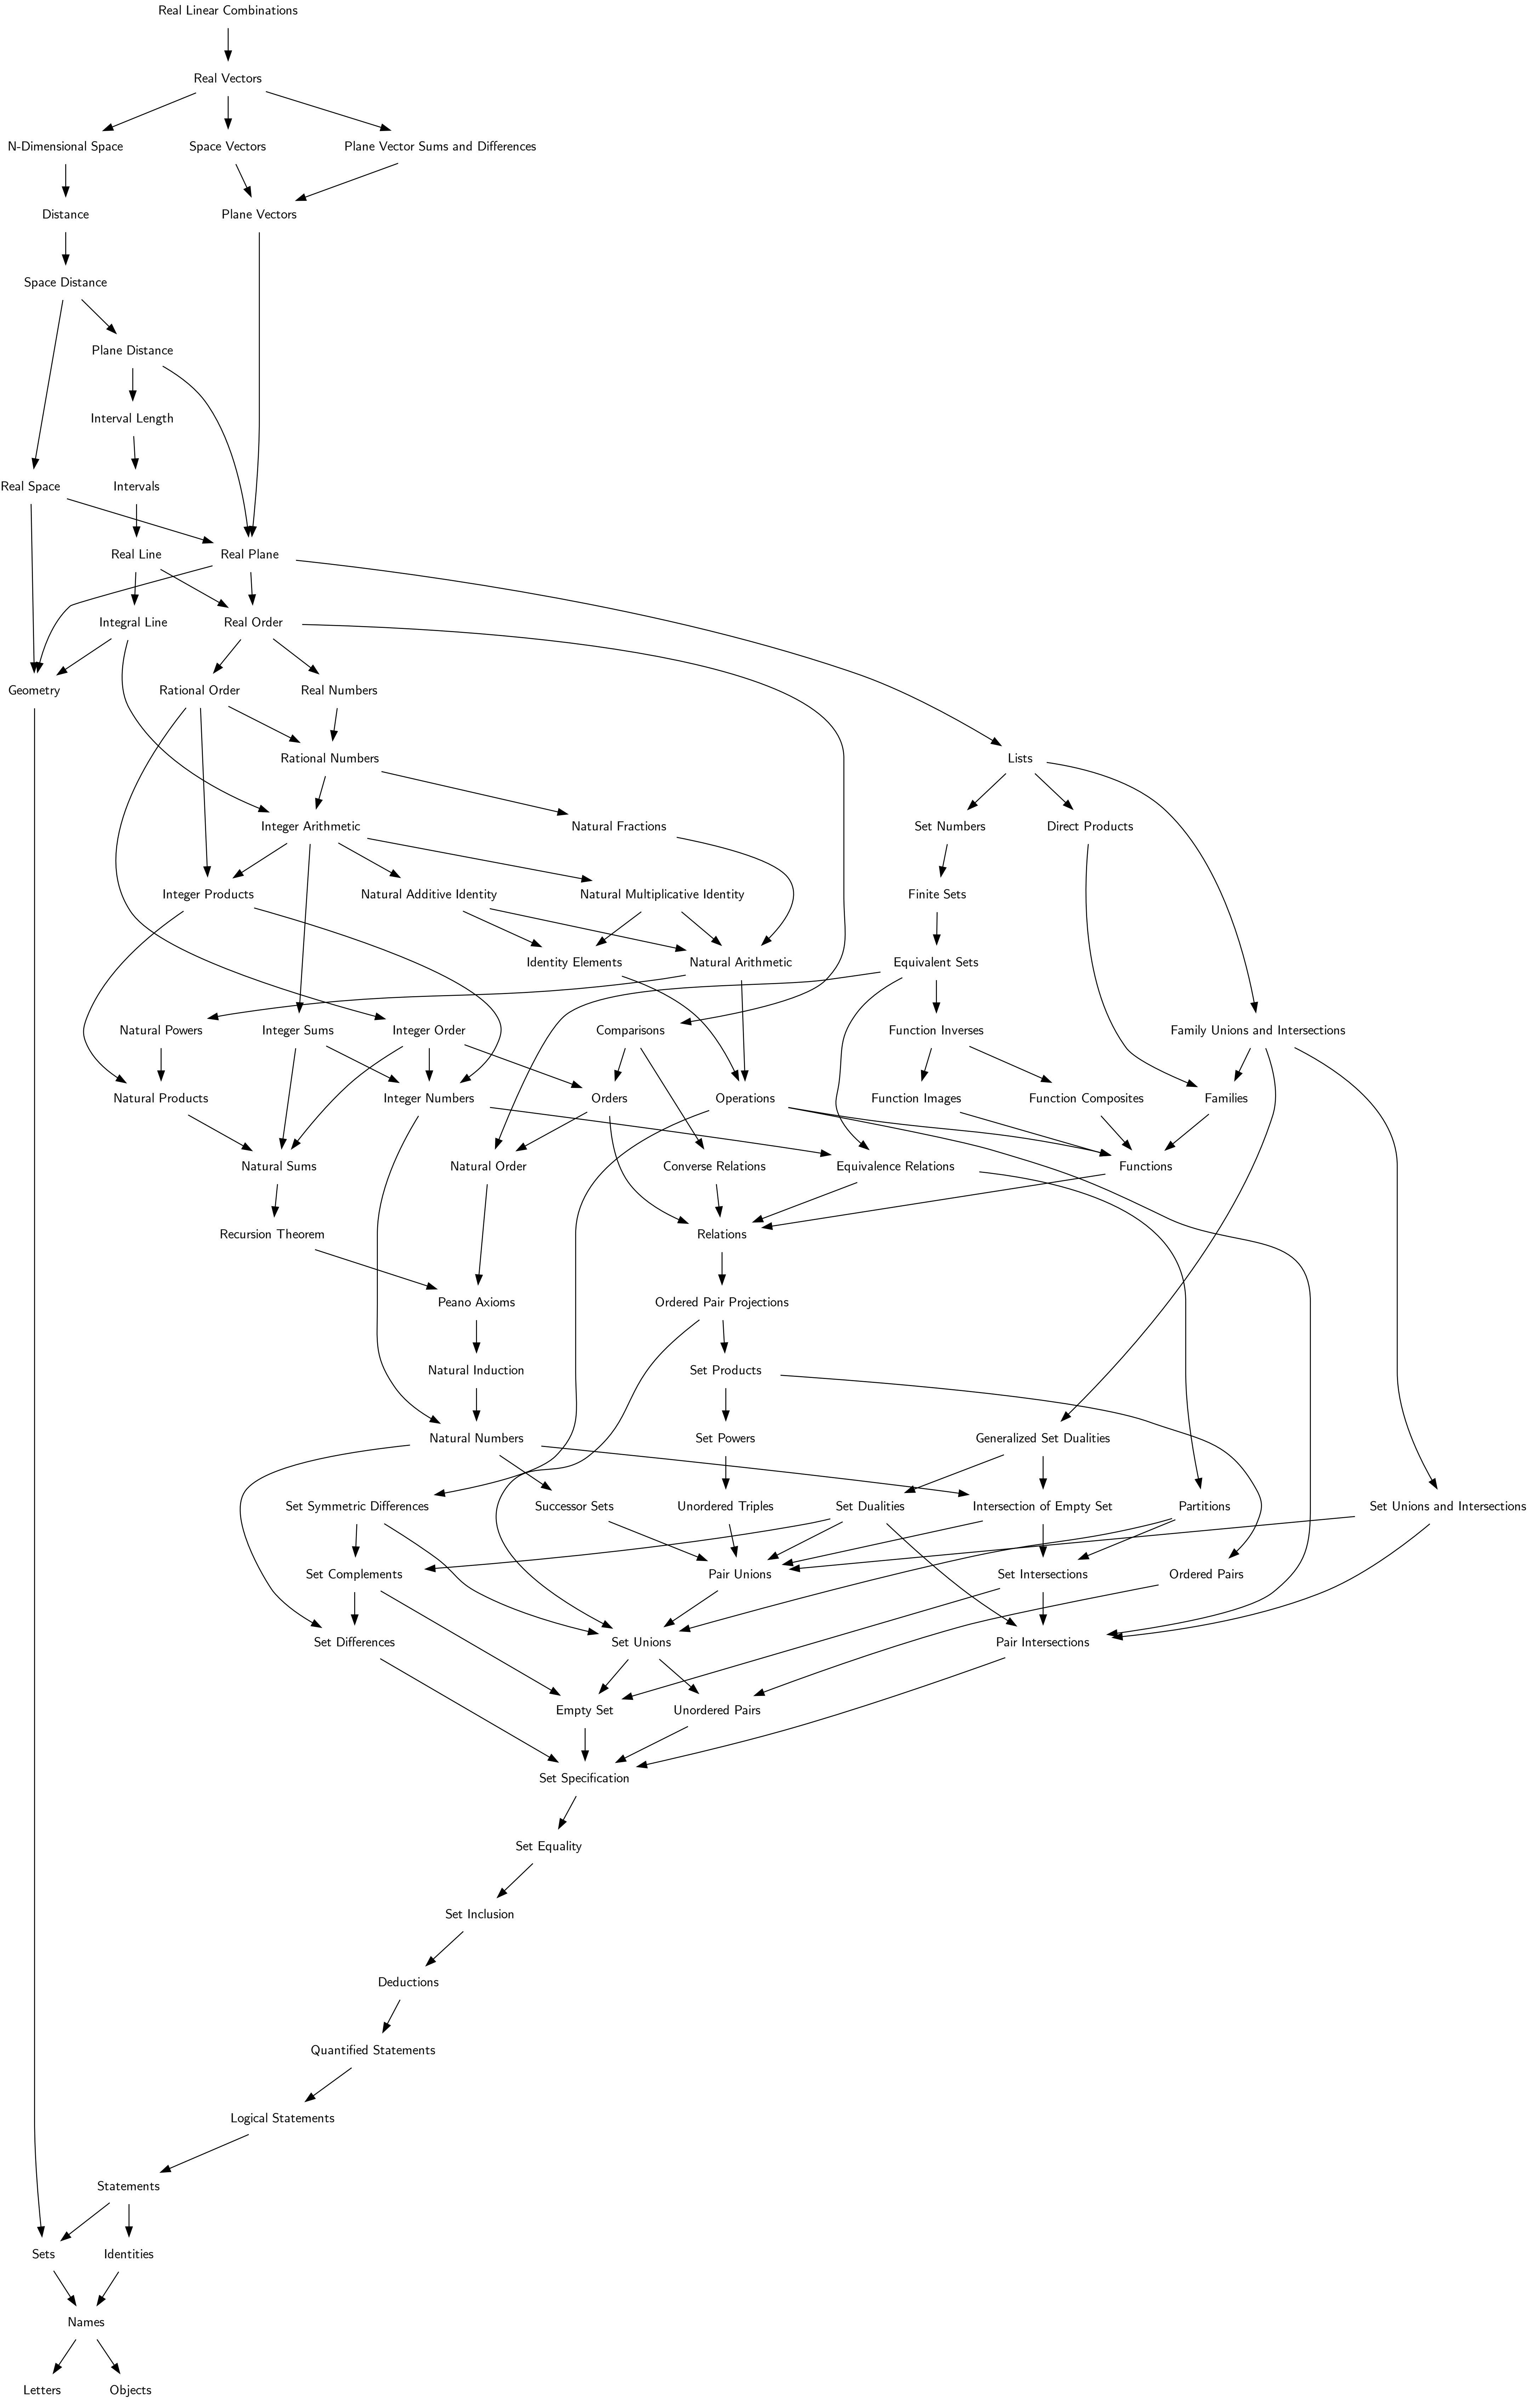 Real Linear Combinations
Real Vectors
N-Dimensional Space
Space Vectors
Plane Vector Sums and Differences
Distance
Plane Vectors
Space Distance
Plane Distance
Interval Length
Real Space
Intervals
Real Line
Real Plane
Integral Line
Real Order
Geometry
Rational Order
Real Numbers
Rational Numbers
Lists
Integer Arithmetic
Natural Fractions
Set Numbers
Direct Products
Integer Products
Natural Additive Identity
Natural Multiplicative Identity
Finite Sets
Identity Elements
Natural Arithmetic
Equivalent Sets
Natural Powers
Integer Sums
Integer Order
Comparisons
Function Inverses
Family Unions and Intersections
Natural Products
Integer Numbers
Orders
Operations
Function Images
Function Composites
Families
Natural Sums
Natural Order
Converse Relations
Equivalence Relations
Functions
Recursion Theorem
Relations
Peano Axioms
Ordered Pair Projections
Natural Induction
Set Products
Natural Numbers
Set Powers
Generalized Set Dualities
Set Symmetric Differences
Successor Sets
Unordered Triples
Set Dualities
Intersection of Empty Set
Partitions
Set Unions and Intersections
Set Complements
Pair Unions
Set Intersections
Ordered Pairs
Set Differences
Set Unions
Pair Intersections
Empty Set
Unordered Pairs
Set Specification
Set Equality
Set Inclusion
Deductions
Quantified Statements
Logical Statements
Statements
Sets
Identities
Names
Letters
Objects